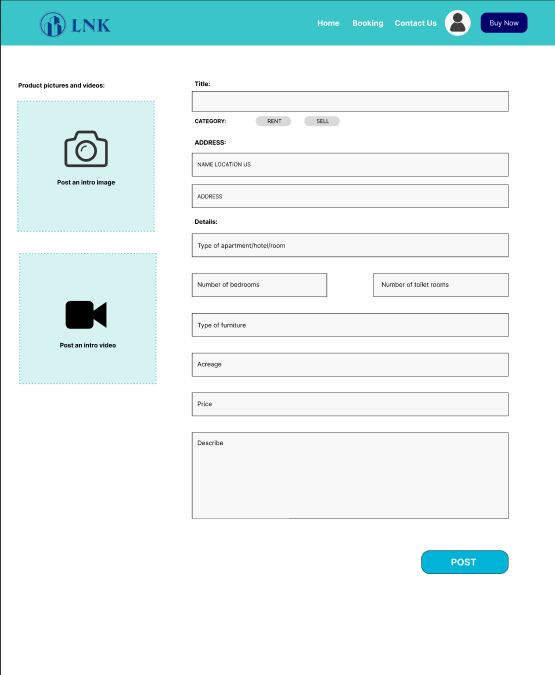 LNK
Home
Booking
Contact Us
Buy Now
Product pictures and videos:
Post an intro image
Post an intro video
Title:
CATEGORY:
RENT
SELL
ADDRESS:
NAME LOCATION US
ADDRESS
Details:
Type of apartment/hotel/room
Number of bedrooms
Number of toilet rooms
Type of furniture
Acreage
Price
Describe
POST